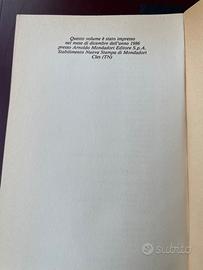 Questo volume è stato impresso
nel mese di dicembre dell'anno 1986
presso Arnoldo Mondadori Editore S.p.A.
Stabilimento Nuova Stampa di Mondadori
Cles (TN)
subito